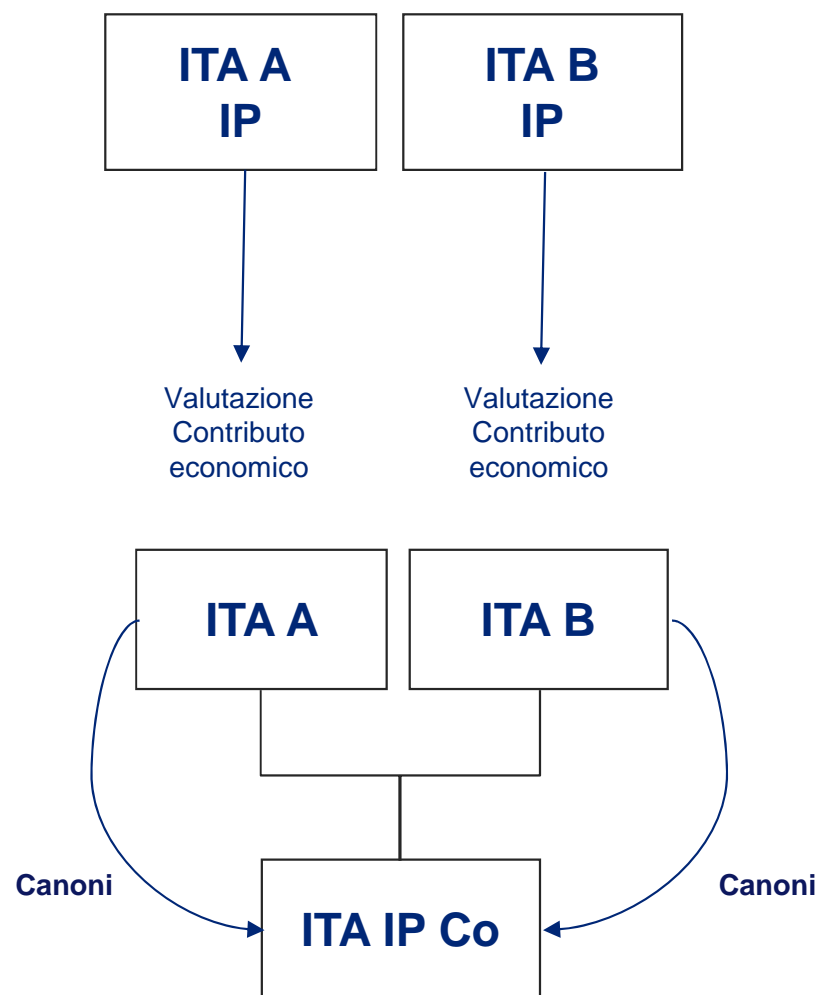 ITA A
IP
ITA B
IP
Valutazione
Contributo
economico
Valutazione
Contributo
economico
ITA A
ITA B
Canoni
Canoni
ITA IP Co